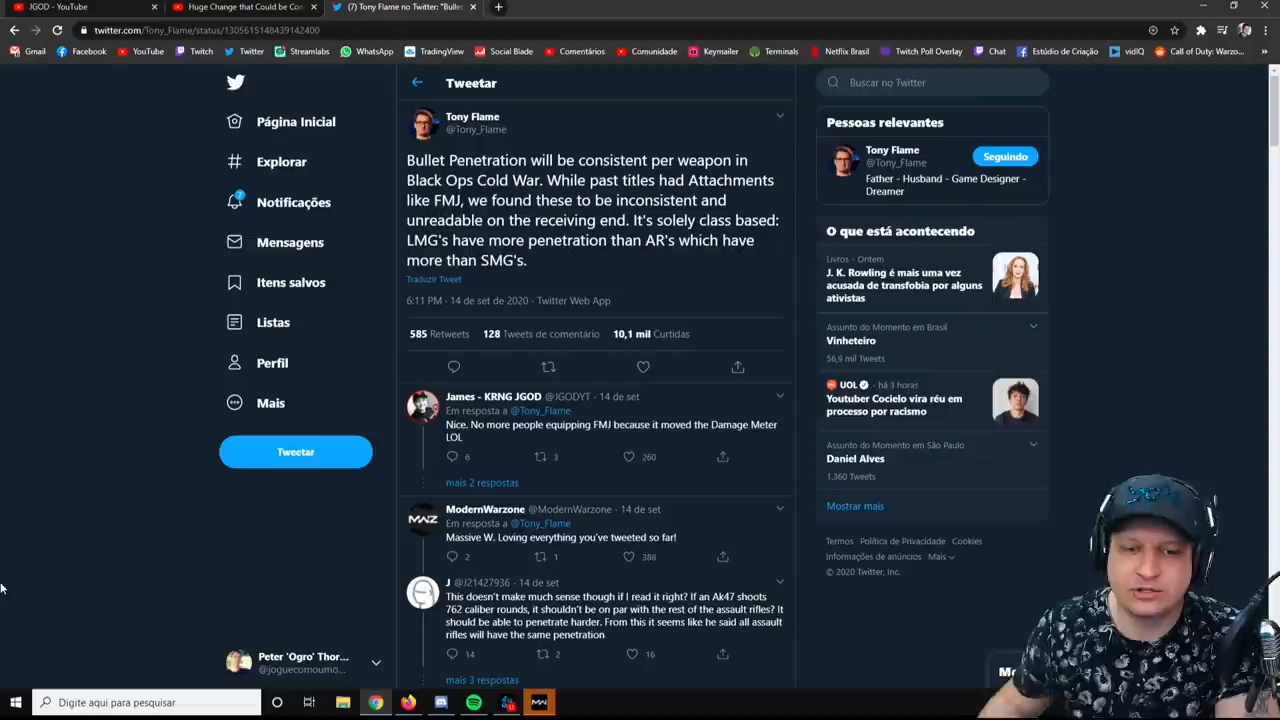 JGOD - YouTube
Huge Change that Could be Co
(7) Tony Flame no Twitter: "Bullet
twitter.com/Tony_Flame/status/1305615148439142400
Gmail
Facebook
YouTube
Twitch
Twitter
Streamlabs
WhatsApp
TradingView
Social Blade
Comentários
Comunidade
Keymailer
Terminals
Netflix Brasil
Twitch Poll Overlay
Chat
Estúdio de Criação
vidIQ
Call of Duty: Warzo...
Página Inicial
Explorar
7
Notificações
Mensagens
Itens salvos
Listas
Perfil
Mais
Tweetar
Peter 'Ogro' Thor...
@joguecomoumo...
Tweetar
Tony Flame
@Tony_Flame
Bullet Penetration will be consistent per weapon in
Black Ops Cold War. While past titles had Attachments
like FMJ, we found these to be inconsistent and
unreadable on the receiving end. It's solely class based:
LMG's have more penetration than AR's which have
more than SMG's.
Traduzir Tweet
6:11 PM · 14 de set de 2020 · Twitter Web App
585 Retweets 128 Tweets de comentário 10,1 mil Curtidas
James - KRNG JGOD @JGODYT · 14 de set
Em resposta a @Tony_Flame
Nice. No more people equipping FMJ because it moved the Damage Meter
LOL
6 3 260
mais 2 respostas
MWZ
ModernWarzone @ModernWarzone · 14 de set
Em resposta a @Tony_Flame
Massive W. Loving everything you've tweeted so far!
2 1 388
J @J21427936 · 14 de set
This doesn't make much sense though if I read it right? If an Ak47 shoots
762 caliber rounds, it shouldn't be on par with the rest of the assault rifles? It
should be able to penetrate harder. From this it seems like he said all assault
rifles will have the same penetration
14 2 16
mais 3 respostas
Buscar no Twitter
Pessoas relevantes
Tony Flame
@Tony_Flame
Seguindo
Father - Husband - Game Designer -
Dreamer
O que está acontecendo
Livros · Ontem
J. K. Rowling é mais uma vez
acusada de transfobia por alguns
ativistas
Assunto do Momento em Brasil
Vinheteiro
56,9 mil Tweets
UOL · há 3 horas
Youtuber Cocielo vira réu em
processo por racismo
Assunto do Momento em São Paulo
Daniel Alves
1.360 Tweets
Mostrar mais
Termos Política de Privacidade Cookies
Informações de anúncios Mais
© 2020 Twitter, Inc.
Digite aqui para pesquisar